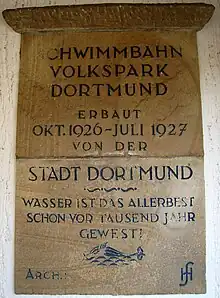 SCHWIMMBAHN
VOLKSPARK
DORTMUND
ERBAUT
OKT. 1926-JULI 1927
VON DER
STADT DORTMUND
WASSER IST DAS ALLERBEST
SCHON VOR TAUSEND JAHR
GEWEST!
ARCH.: